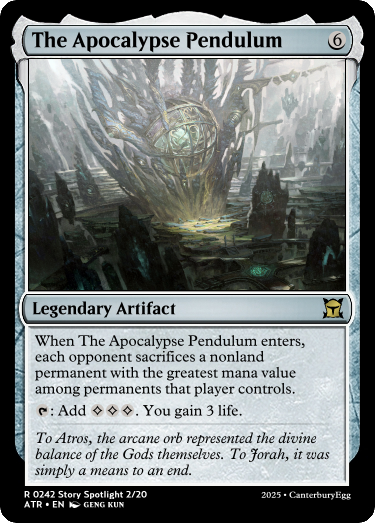 The Apocalypse Pendulum 6
Legendary Artifact
When The Apocalypse Pendulum enters,
each opponent sacrifices a nonland
permanent with the greatest mana value
among permanents that player controls.
: Add . You gain 3 life.
To Atros, the arcane orb represented the divine
balance of the Gods themselves. To Jorah, it was
simply a means to an end.
R 0242 Story Spotlight 2/20
ATR • EN GENG KUN
2025 • CanterburyEgg